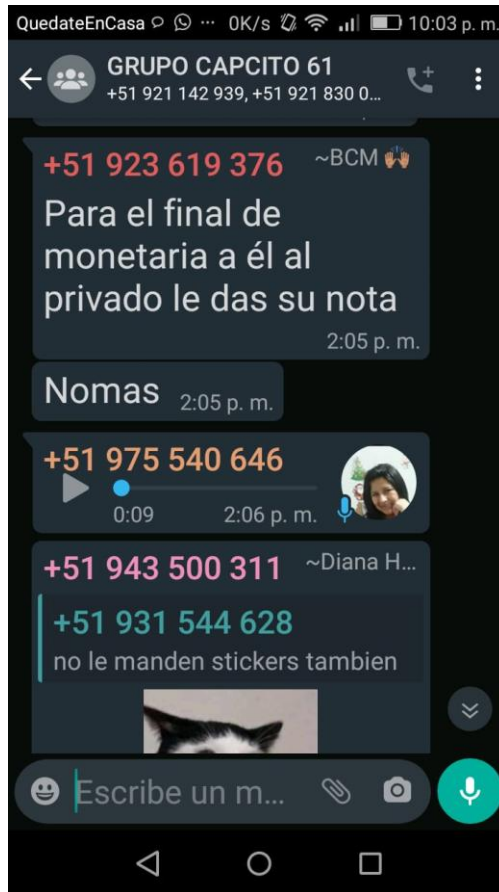 QuedateEnCasa ... 0K/s 10:03 p. m.
GRUPO CAPCITO 61
+51 921 142 939, +51 921 830 0...
+51 923 619 376 ~BCM 🙌🏽
Para el final de
monetaria a él al
privado le das su nota
2:05 p. m.
Nomas 2:05 p. m.
+51 975 540 646
0:09 2:06 p. m.
+51 943 500 311 ~Diana H...
+51 931 544 628
no le manden stickers tambien
Escribe un m...